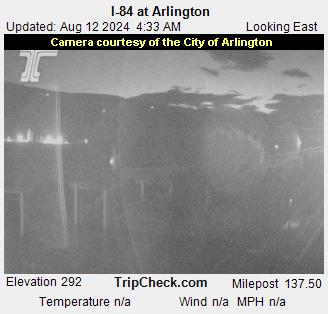 I-84 at Arlington
Updated: Aug 12 2024 4:33 AM Looking East
Camera courtesy of the City of Arlington
Elevation 292 TripCheck.com Milepost 137.50
Temperature n/a Wind n/a MPH n/a